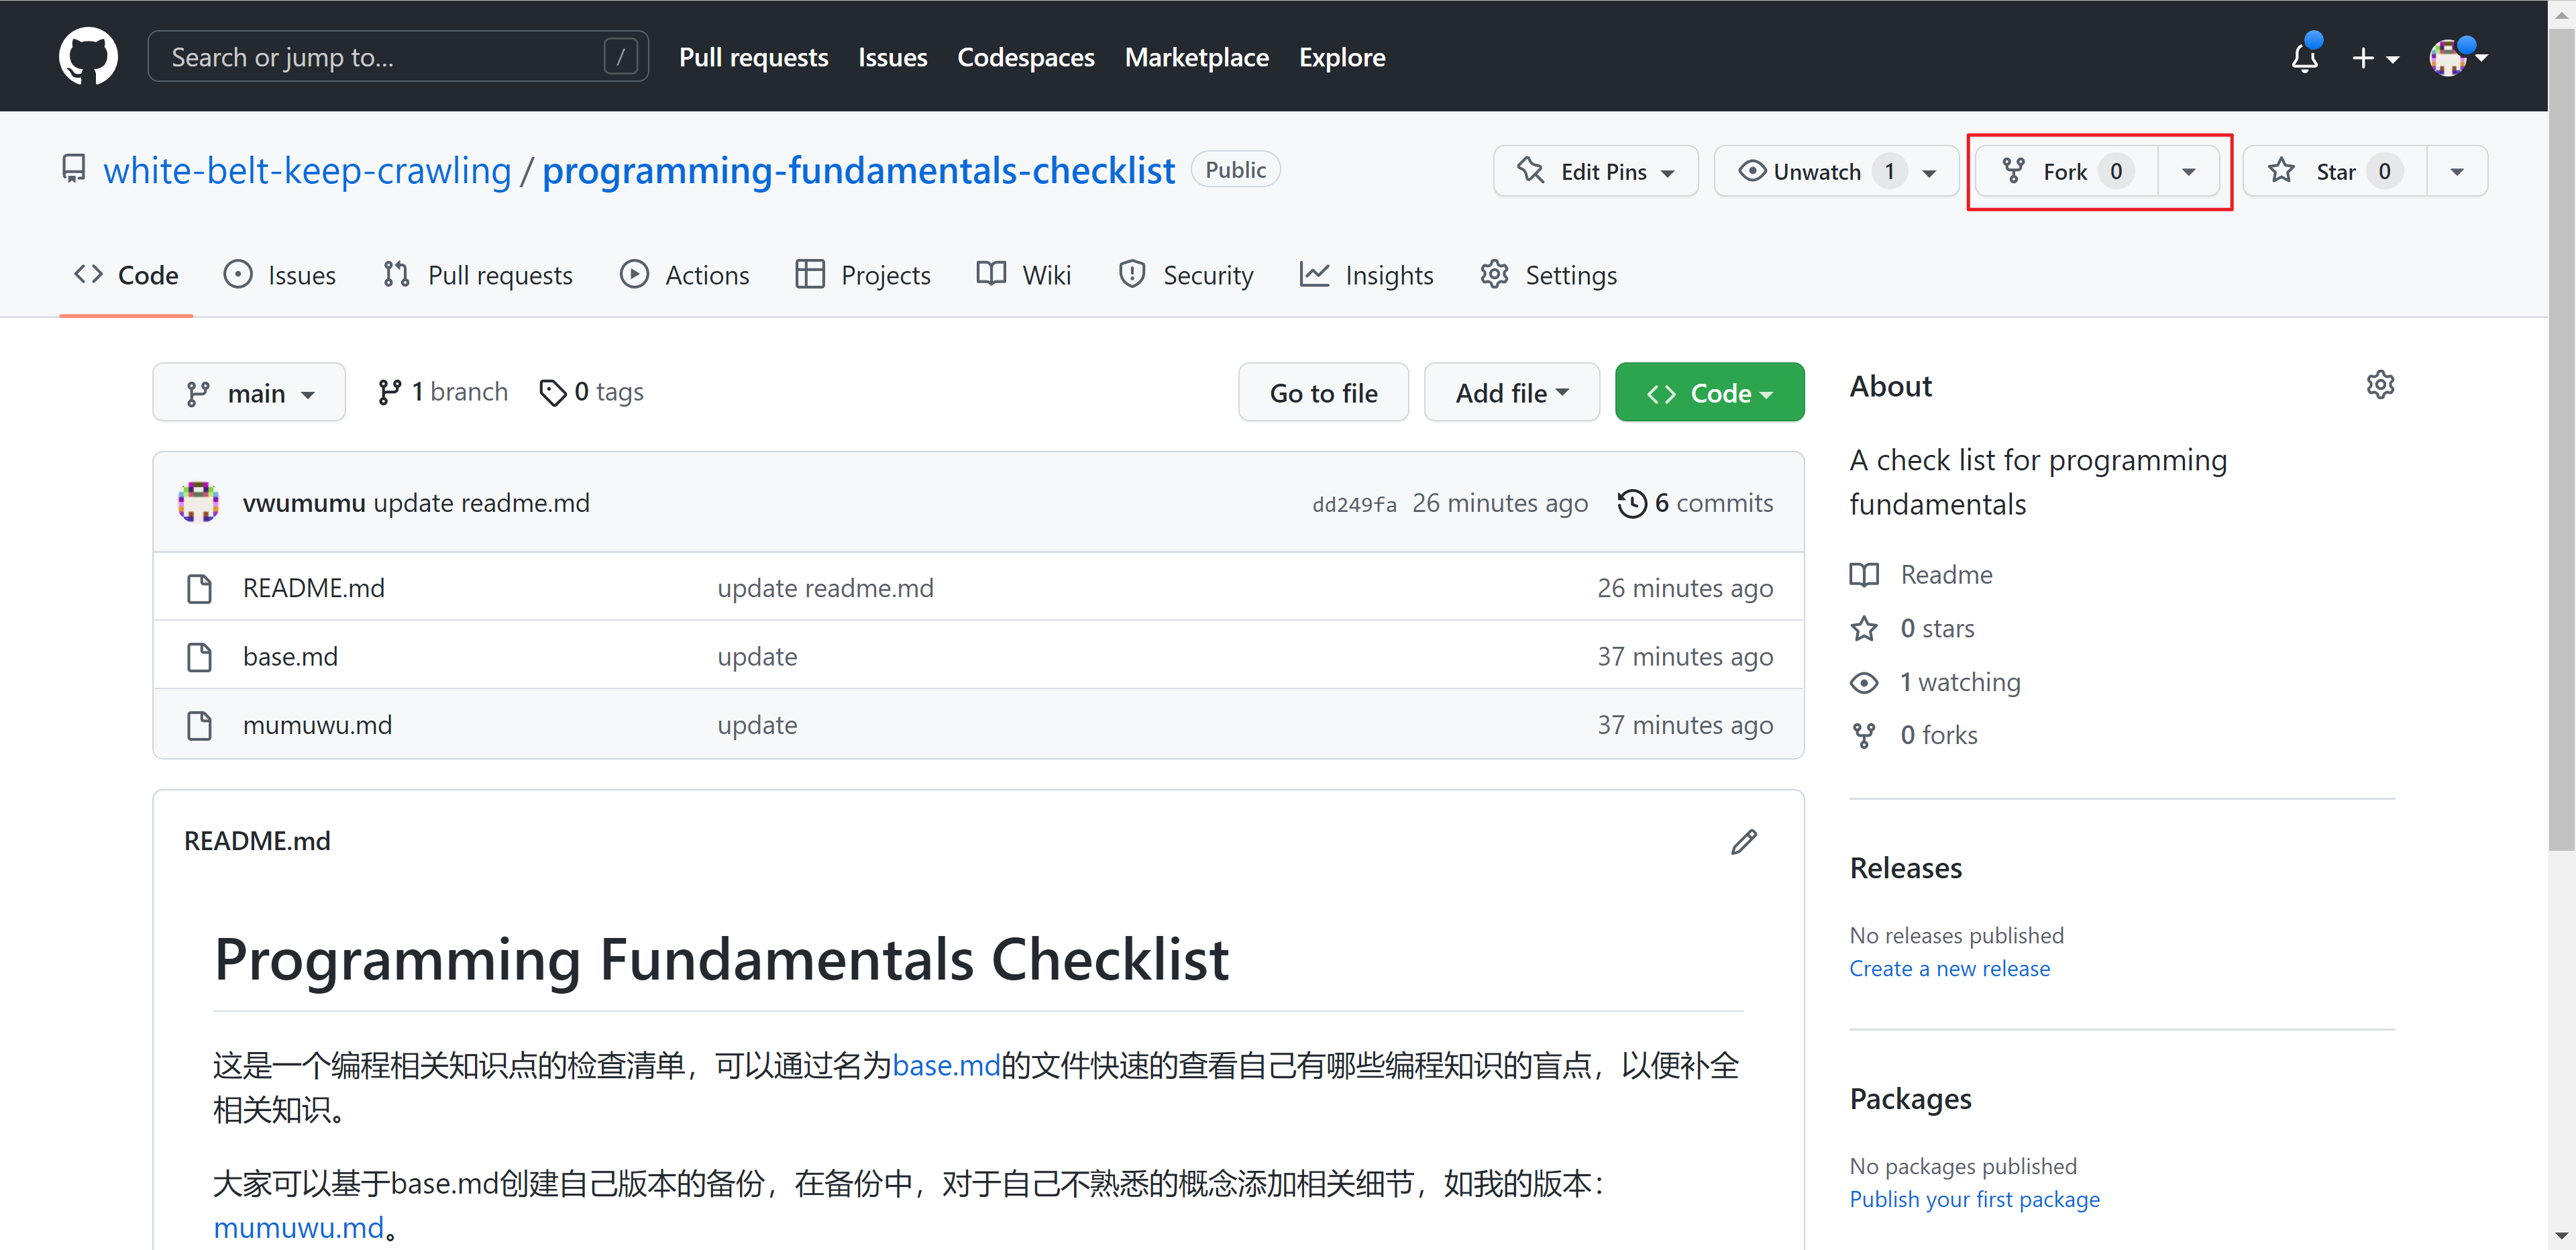 Search or jump to... /
Pull requests Issues Codespaces Marketplace Explore
white-belt-keep-crawling / programming-fundamentals-checklist Public
Edit Pins Unwatch 1 Fork 0 Star 0
Code Issues Pull requests Actions Projects Wiki Security Insights Settings
main 1 branch 0 tags Go to file Add file Code
vwumumu update readme.md dd249fa 26 minutes ago 6 commits
README.md update readme.md 26 minutes ago
base.md update 37 minutes ago
mumuwu.md update 37 minutes ago
README.md
Programming Fundamentals Checklist
这是一个编程相关知识点的检查清单，可以通过名为base.md的文件快速的查看自己有哪些编程知识的盲点，以便补全
相关知识。
大家可以基于base.md创建自己版本的备份，在备份中，对于自己不熟悉的概念添加相关细节，如我的版本：
mumuwu.md。
About
A check list for programming
fundamentals
Readme
0 stars
1 watching
0 forks
Releases
No releases published
Create a new release
Packages
No packages published
Publish your first package